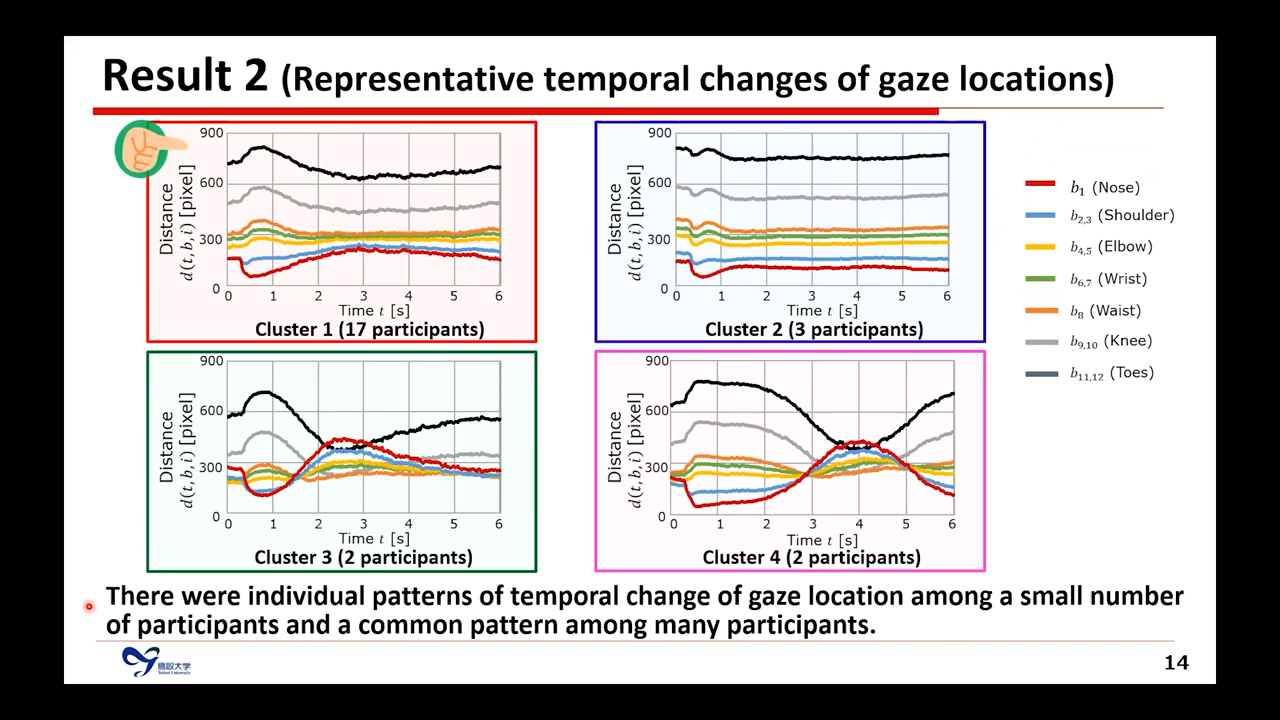 Result 2 (Representative temporal changes of gaze locations)
900
600
300
0
Distance
d(t, b, i) [pixel]
0 1 2 3 4 5 6
Time t [s]
Cluster 1 (17 participants)
900
600
300
0
Distance
d(t, b, i) [pixel]
0 1 2 3 4 5 6
Time t [s]
Cluster 2 (3 participants)
b1 (Nose)
b2,3 (Shoulder)
b4,5 (Elbow)
b6,7 (Wrist)
b8 (Waist)
b9,10 (Knee)
b11,12 (Toes)
900
600
300
0
Distance
d(t, b, i) [pixel]
0 1 2 3 4 5 6
Time t [s]
Cluster 3 (2 participants)
900
600
300
0
Distance
d(t, b, i) [pixel]
0 1 2 3 4 5 6
Time t [s]
Cluster 4 (2 participants)
There were individual patterns of temporal change of gaze location among a small number
of participants and a common pattern among many participants.
鳥取大学
Tottori University
14